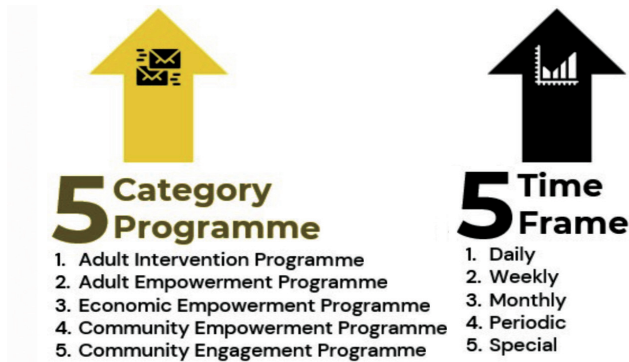 5 Category
Programme
1. Adult Intervention Programme
2. Adult Empowerment Programme
3. Economic Empowerment Programme
4. Community Empowerment Programme
5. Community Engagement Programme
5 Time
Frame
1. Daily
2. Weekly
3. Monthly
4. Periodic
5. Special